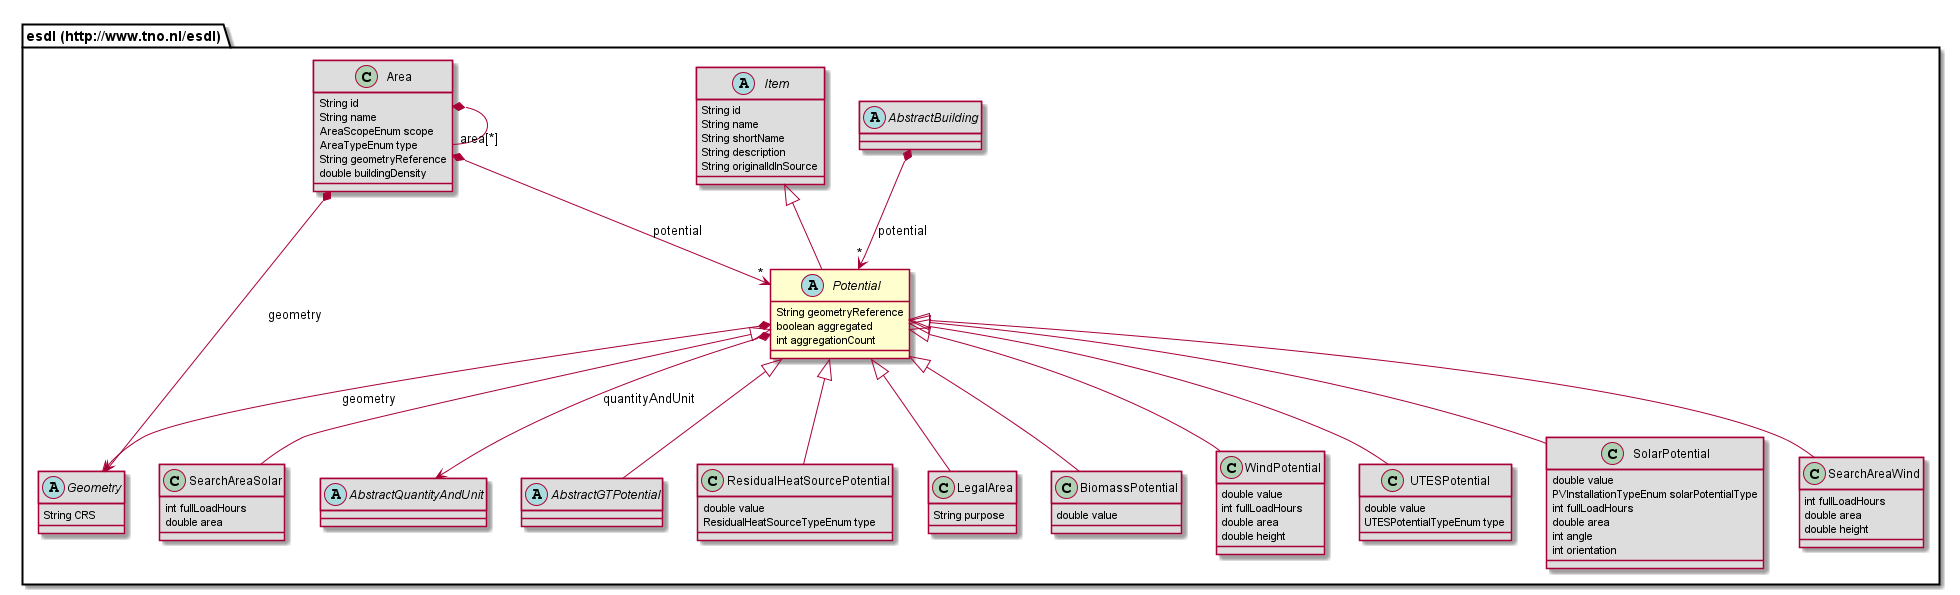 esdl (http://www.tno.nl/esdl)
C Area
String id
String name
AreaScopeEnum scope
AreaTypeEnum type
String geometryReference
double buildingDensity
area[*]
A Item
String id
String name
String shortName
String description
String originalIdInSource
A AbstractBuilding
potential
potential
*
*
geometry
A Potential
String geometryReference
boolean aggregated
int aggregationCount
geometry
quantityAndUnit
A Geometry
String CRS
C SearchAreaSolar
int fullLoadHours
double area
A AbstractQuantityAndUnit
A AbstractGTPotential
C ResidualHeatSourcePotential
double value
ResidualHeatSourceTypeEnum type
C LegalArea
String purpose
C BiomassPotential
double value
C WindPotential
double value
int fullLoadHours
double area
double height
C UTESPotential
double value
UTESPotentialTypeEnum type
C SolarPotential
double value
PVInstallationTypeEnum solarPotentialType
int fullLoadHours
double area
int angle
int orientation
C SearchAreaWind
int fullLoadHours
double area
double height